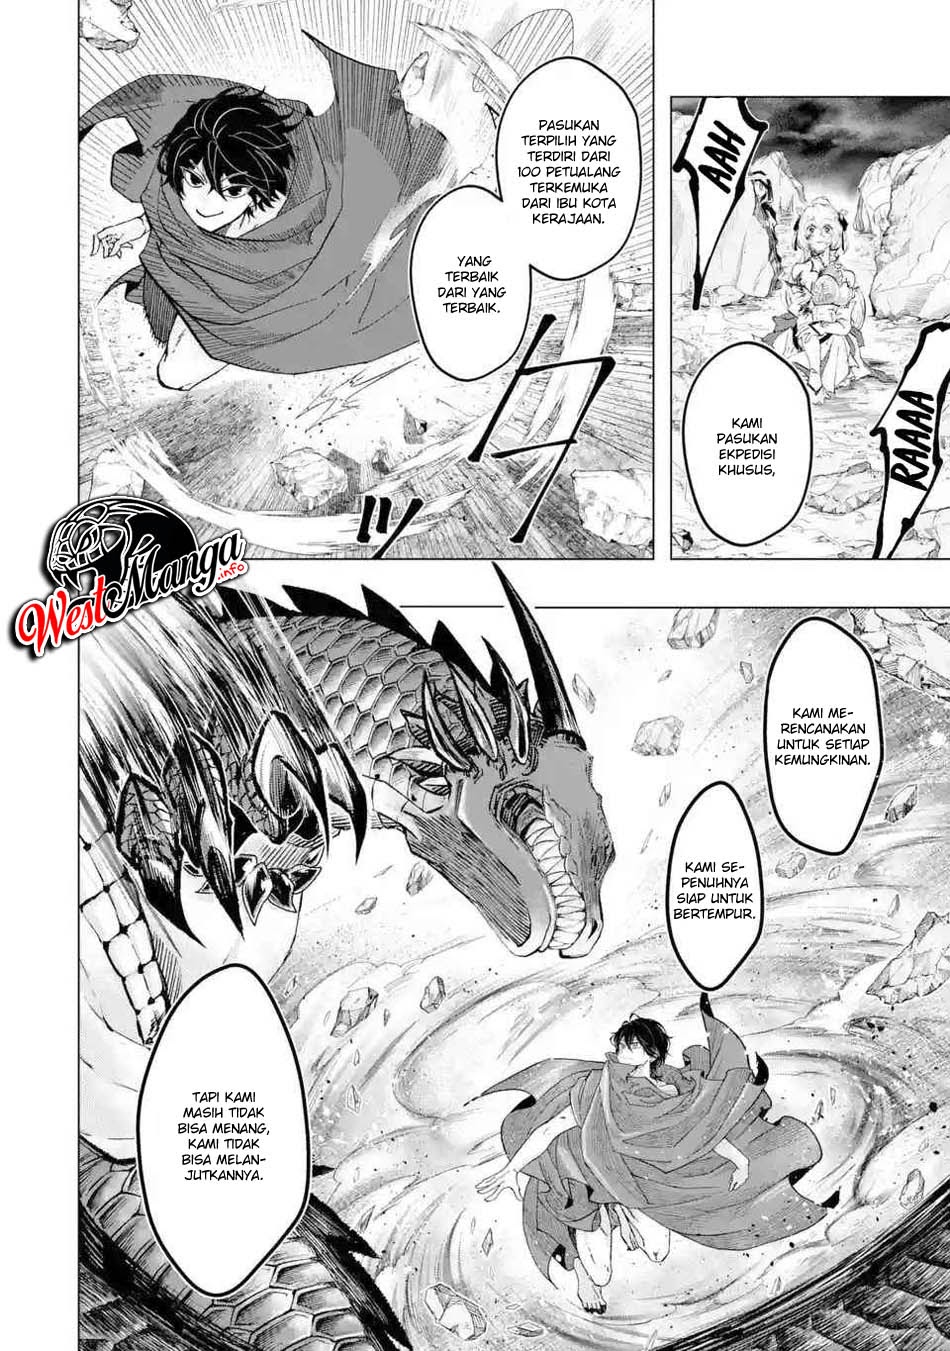 AAH
RAAAA
KAMI
PASUKAN
EKPEDISI
KHUSUS,
PASUKAN
TERPILIH YANG
TERDIRI DARI
100 PETUALANG
TERKEMUKA
DARI IBU KOTA
KERAJAAN.
YANG
TERBAIK
DARI YANG
TERBAIK.
タッ
KAMI ME-
RENCANAKAN
UNTUK SETIAP
KEMUNGKINAN.
KAMI SE-
PENUHNYA
SIAP UNTUK
BERTEMPUR.
TAPI KAMI
MASIH TIDAK
BISA MENANG,
KAMI TIDAK
BISA MELAN-
JUTKANNYA.
WestManga
.info